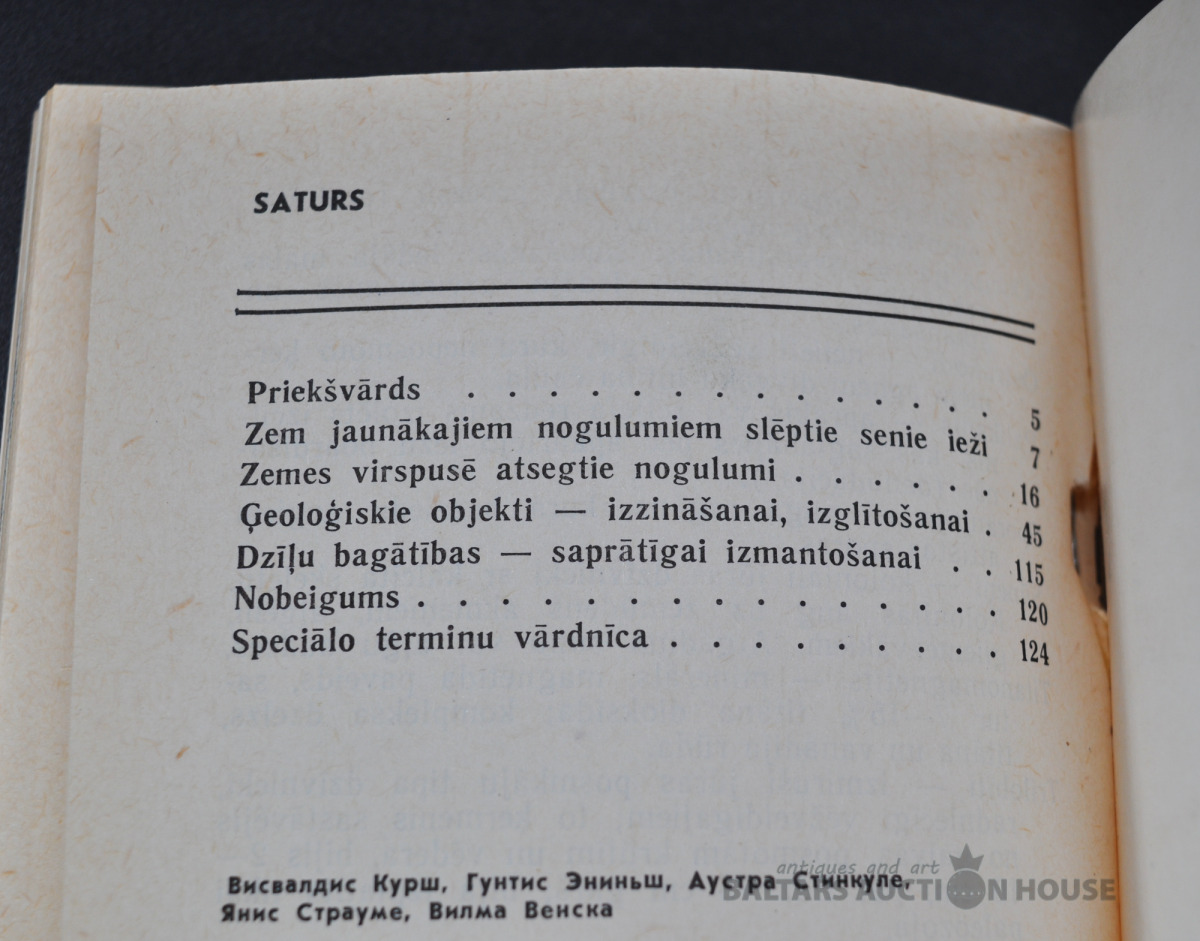 SATURS
Priekšvārds . . . . . . . . . . . . . . 5
Zem jaunākajiem nogulumiem slēptie senie ieži 7
Zemes virspusē atsegtie nogulumi . . . . . . 16
Ģeoloģiskie objekti — izzināšanai, izglītošanai . 45
Dzīļu bagātības — saprātīgai izmantošanai . . 115
Nobeigums . . . . . . . . . . . . . . . 120
Speciālo terminu vārdnīca . . . . . . . . . 124
Висвалдис Курш, Гунтис Эниньш, Аустра Стинкуле,
Янис Страуме, Вилма Венска
antiques and art
BALTARS AUCTION HOUSE